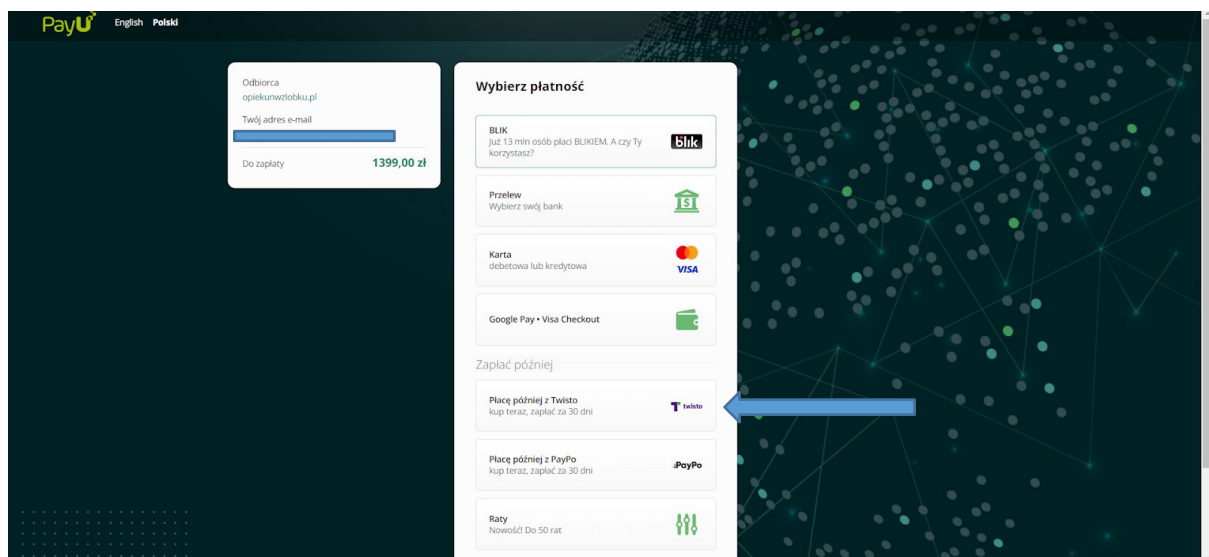 PayU
English Polski
Odbiorca
opiekunwzlobku.pl
Twój adres e-mail
Do zapłaty 1399,00 zł
Wybierz płatność
BLIK
Już 13 mln osób płaci BLIKIEM. A czy Ty
korzystasz?
blik
Przelew
Wybierz swój bank
Karta
debetowa lub kredytowa
VISA
Google Pay • Visa Checkout
Zapłać później
Płacę później z Twisto
kup teraz, zapłać za 30 dni
twisto
Płacę później z PayPo
kup teraz, zapłać za 30 dni
PayPo
Raty
Nowość! Do 50 rat